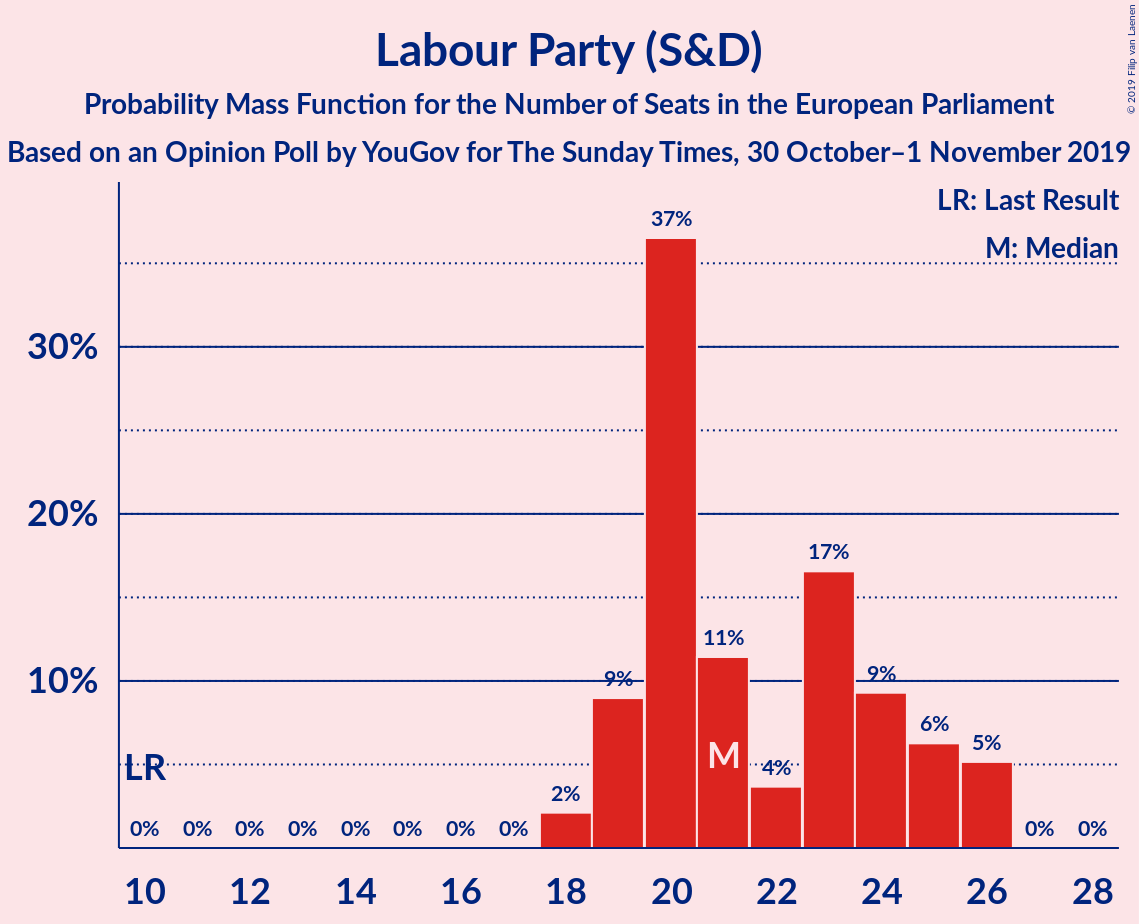 © 2019 Filip van Laenen
Labour Party (S&D)
Probability Mass Function for the Number of Seats in the European Parliament
Based on an Opinion Poll by YouGov for The Sunday Times, 30 October–1 November 2019
LR: Last Result
M: Median
37%
30%
20%
17%
11%
10%
9%
9%
6%
5%
M
4%
LR
2%
0% 0% 0% 0% 0% 0% 0% 0% 0% 0%
10 12 14 16 18 20 22 24 26 28